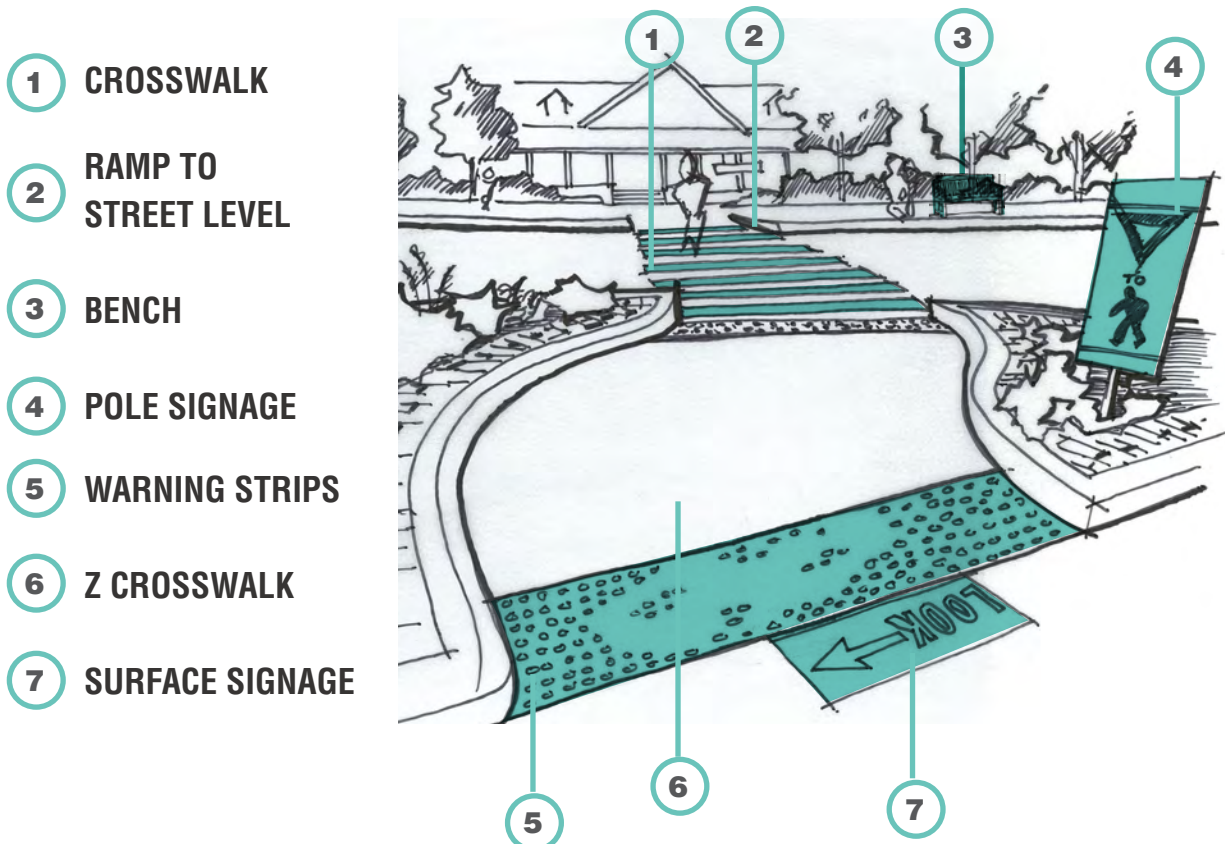 1 CROSSWALK
2 RAMP TO
STREET LEVEL
3 BENCH
4 POLE SIGNAGE
5 WARNING STRIPS
6 Z CROSSWALK
7 SURFACE SIGNAGE
1
2
3
4
TO
LOOK
5
6
7